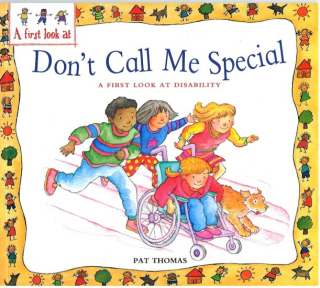 A first look at
Don't Call Me Special
A FIRST LOOK AT DISABILITY
PAT THOMAS